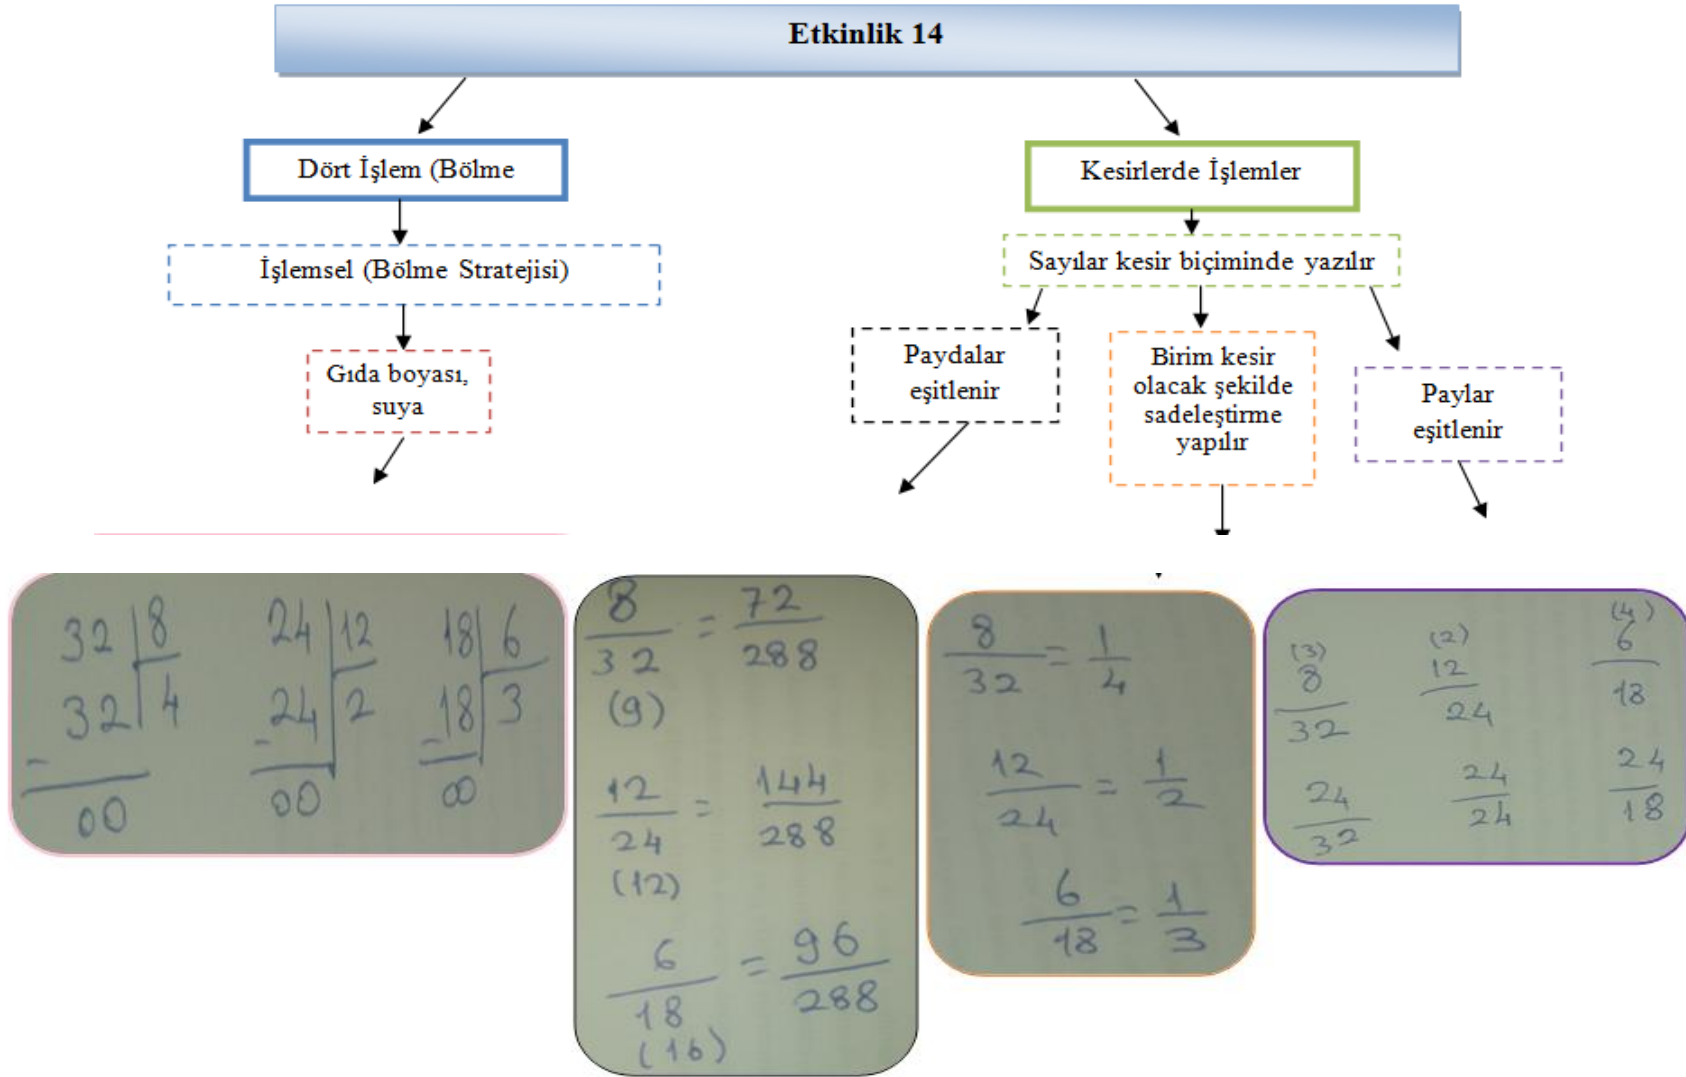 Etkinlik 14
Dört İşlem (Bölme
İşlemsel (Bölme Stratejisi)
Gıda boyası,
suya
Kesirlerde İşlemler
Sayılar kesir biçiminde yazılır
Paydalar
eşitlenir
Birim kesir
olacak şekilde
sadeleştirme
yapılır
Paylar
eşitlenir
32 | 8
- 32 | 4
00
24 | 12
- 24 | 2
00
18 | 6
- 18 | 3
00
8/32 = 72/288
(9)
12/24 = 144/288
(12)
6/18 = 96/288
(16)
8/32 = 1/4
12/24 = 1/2
6/18 = 1/3
(3) (2) (4)
8/32 12/24 6/18
24/32 24/24 24/18